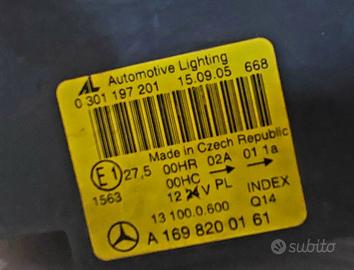 AL Automotive Lighting
0 301 197 201 15.09.05 668
Made in Czech Republic
E1 27,5 00HR 02A 01 1a
1563 00HC
12 V PL INDEX
13 100.0.600 Q14
A 169 820 01 61
subito